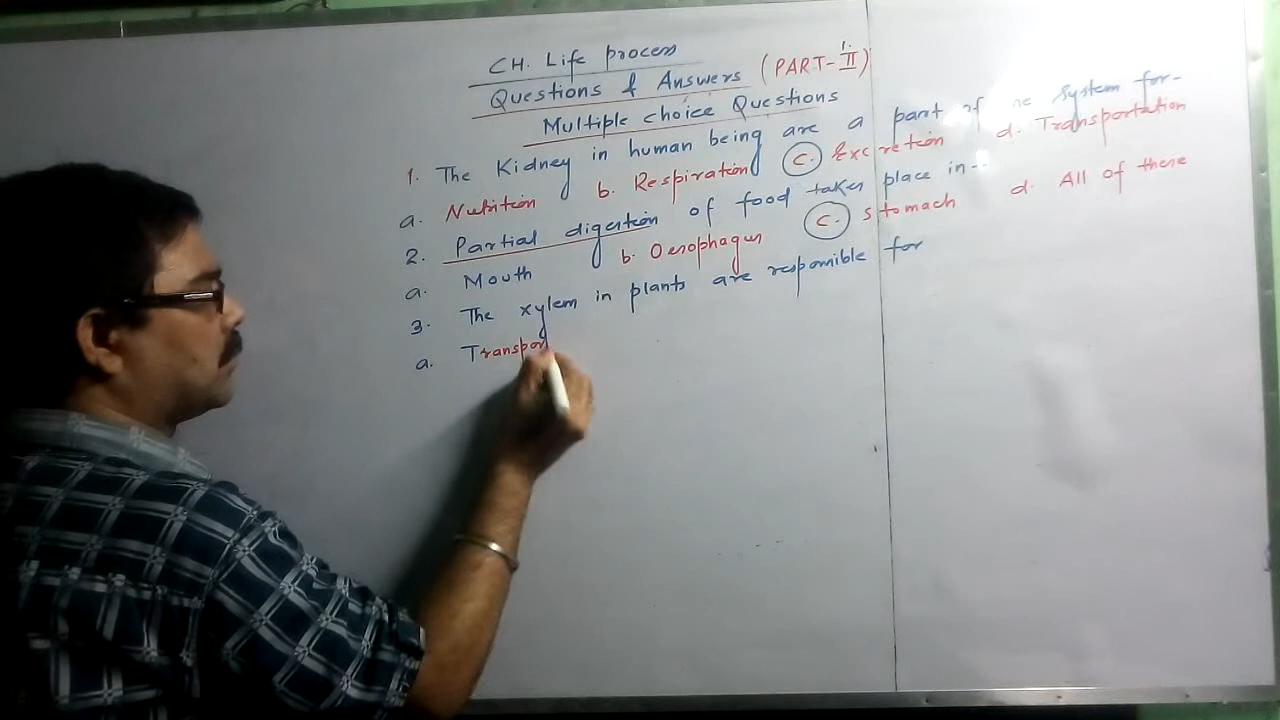 CH. Life process
Questions & Answers (PART-II)
Multiple choice Questions
1. The Kidney in human being are a part of he system for-
a. Nutrition b. Respiration c. Excretion d. Transportation
2. Partial digestion of food takes place in--
a. Mouth b. Oesophagus c. stomach d. All of these
3. The xylem in plants are responsible for
a. Transpor